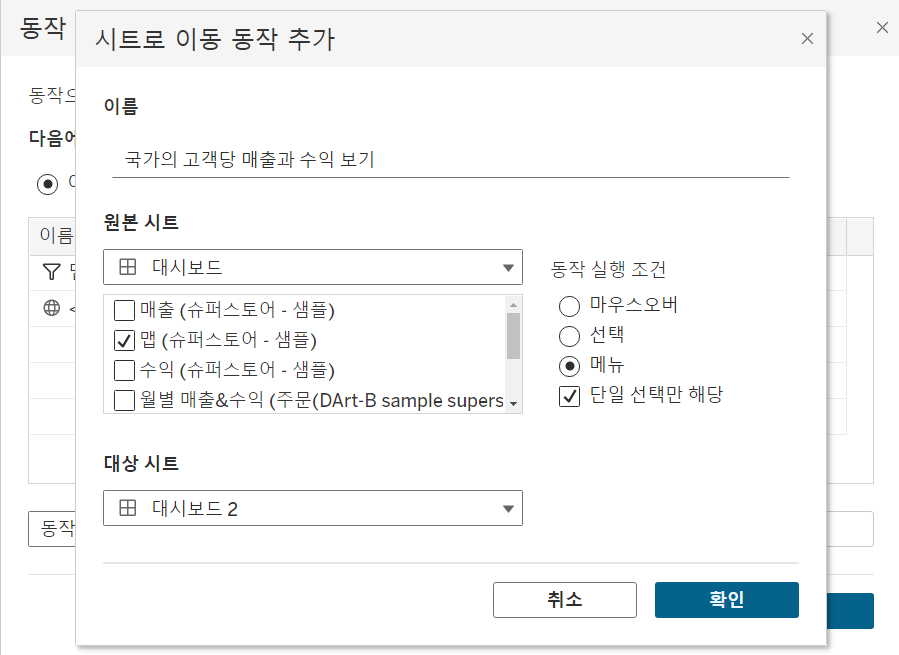 동작
시트로 이동 동작 추가
동작으
이름
다음에
국가의 고객당 매출과 수익 보기
원본 시트
이름
대시보드
동작 실행 조건
매출 (슈퍼스토어 - 샘플)
마우스오버
맵 (슈퍼스토어 - 샘플)
선택
수익 (슈퍼스토어 - 샘플)
메뉴
월별 매출&수익 (주문(DArt-B sample supers
단일 선택만 해당
대상 시트
대시보드 2
동작
취소
확인